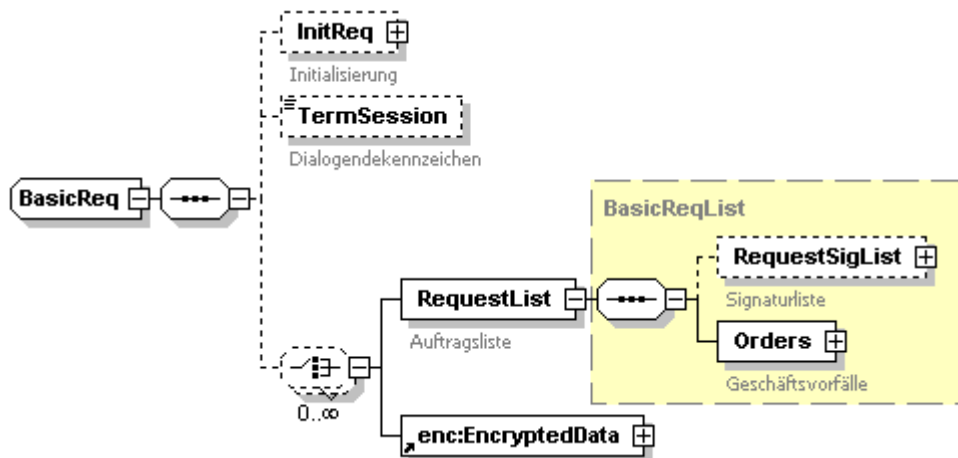 InitReq
Initialisierung
TermSession
Dialogendekennzeichen
BasicReq
BasicReqList
RequestSigList
Signaturliste
RequestList
Auftragsliste
Orders
Geschäftsvorfälle
0..∞
enc:EncryptedData